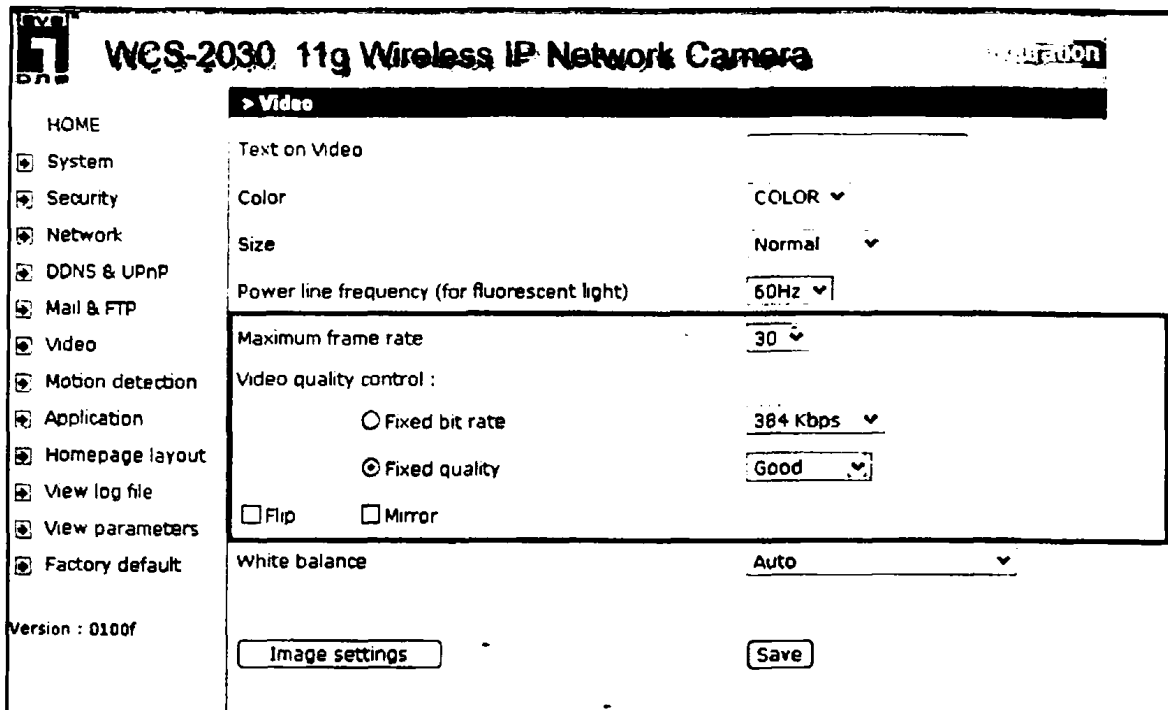 WCS-2030 11g Wireless IP Network Camera
> Video
HOME
System
Security
Network
DDNS & UPnP
Mail & FTP
Video
Motion detection
Application
Homepage layout
View log file
View parameters
Factory default
Version : 0100f
Text on Video
Color COLOR
Size Normal
Power line frequency (for fluorescent light) 60Hz
Maximum frame rate 30
Video quality control :
Fixed bit rate 384 Kbps
Fixed quality Good
Flip Mirror
White balance Auto
Image settings Save